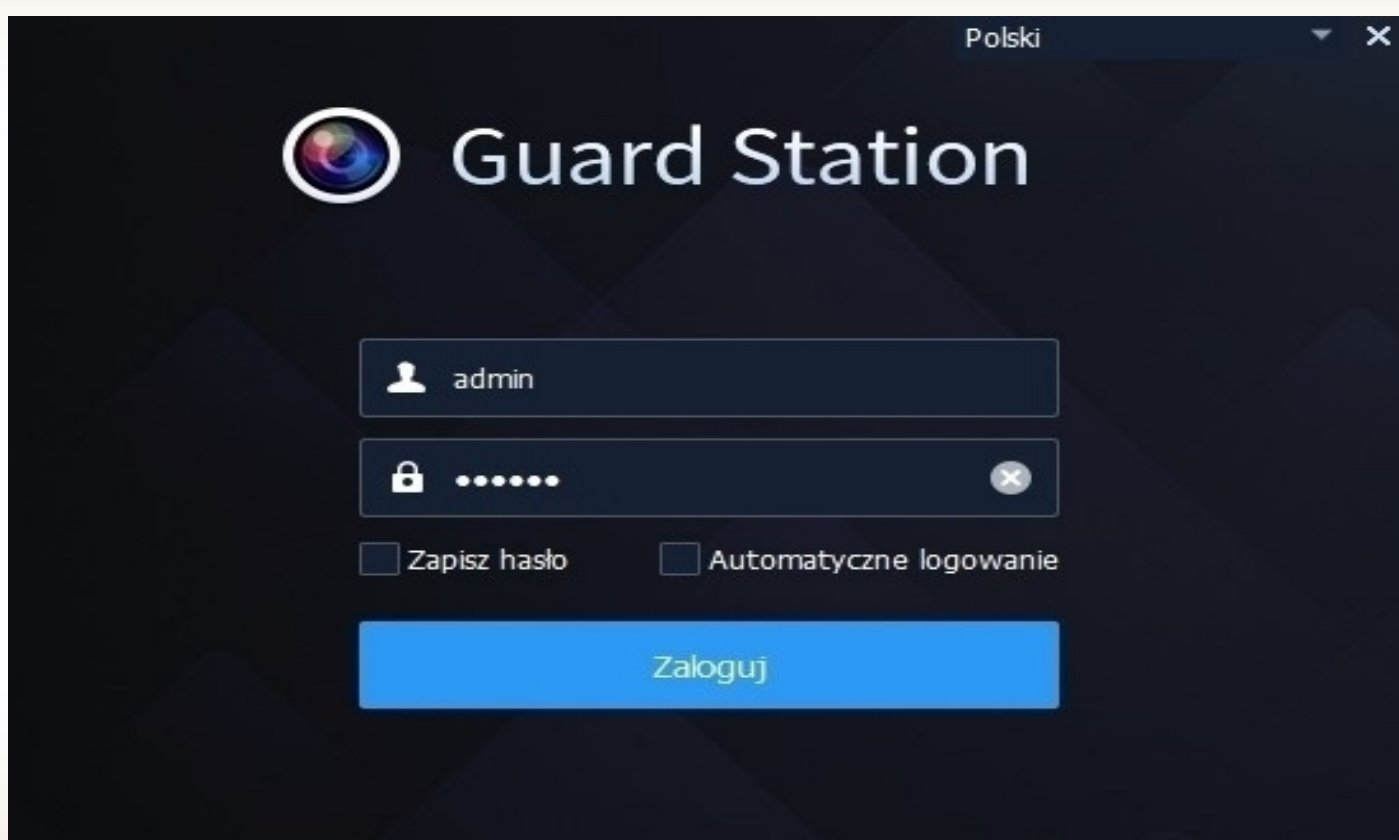 Polski
Guard Station
admin
••••••
Zapisz hasło
Automatyczne logowanie
Zaloguj